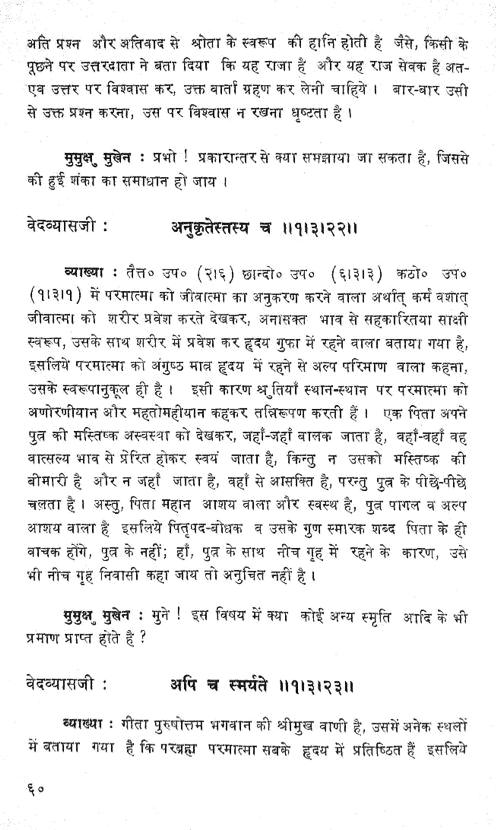 अति प्रश्न और अतिवाद से श्रोता के स्वरूप की हानि होती है जैसे, किसी के
पूछने पर उत्तरदाता ने बता दिया कि यह राजा है और यह राज सेवक है अत-
एव उत्तर पर विश्वास कर, उक्त वार्ता ग्रहण कर लेनी चाहिये । बार-बार उसी
से उक्त प्रश्न करना, उस पर विश्वास न रखना धृष्टता है ।
मुमुक्षु मुखेन : प्रभो ! प्रकारान्तर से क्या समझाया जा सकता है, जिससे
की हुई शंका का समाधान हो जाय ।
वेदव्यासजी : अनुकृतेस्तस्य च ॥१।३।२२॥
व्याख्या : तैत्त० उप० (२।६) छान्दो० उप० (६।३।३) कठो० उप०
(१।३।१) में परमात्मा को जीवात्मा का अनुकरण करने वाला अर्थात् कर्म वशात्
जीवात्मा को शरीर प्रवेश करते देखकर, अनासक्त भाव से सहकारितया साक्षी
स्वरूप, उसके साथ शरीर में प्रवेश कर हृदय गुफा में रहने वाला बताया गया है,
इसलिये परमात्मा को अंगुष्ठ मात्र हृदय में रहने से अल्प परिमाण वाला कहना,
उसके स्वरूपानुकूल ही है । इसी कारण श्रुतियाँ स्थान-स्थान पर परमात्मा को
अणोरणीयान और महतोमहीयान कहकर तन्निरूपण करती हैं । एक पिता अपने
पुत्र की मस्तिष्क अस्वस्था को देखकर, जहाँ-जहाँ बालक जाता है, वहाँ-वहाँ वह
वात्सल्य भाव से प्रेरित होकर स्वयं जाता है, किन्तु न उसको मस्तिष्क की
बीमारी है और न जहाँ जाता है, वहाँ से आसक्ति है, परन्तु पुत्र के पीछे-पीछे
चलता है । अस्तु, पिता महान आशय वाला और स्वस्थ है, पुत्र पागल व अल्प
आशय वाला है इसलिये पितृपद-बोधक व उसके गुण स्मारक शब्द पिता के ही
वाचक होंगे, पुत्र के नहीं; हाँ, पुत्र के साथ नीच गृह में रहने के कारण, उसे
भी नीच गृह निवासी कहा जाय तो अनुचित नहीं है ।
मुमुक्षु मुखेन : मुने ! इस विषय में क्या कोई अन्य स्मृति आदि के भी
प्रमाण प्राप्त होते है ?
वेदव्यासजी : अपि च स्मर्यते ॥१।३।२३॥
व्याख्या : गीता पुरुषोत्तम भगवान की श्रीमुख वाणी है, उसमें अनेक स्थलों
में बताया गया है कि परब्रह्म परमात्मा सबके हृदय में प्रतिष्ठित हैं इसलिये
६०